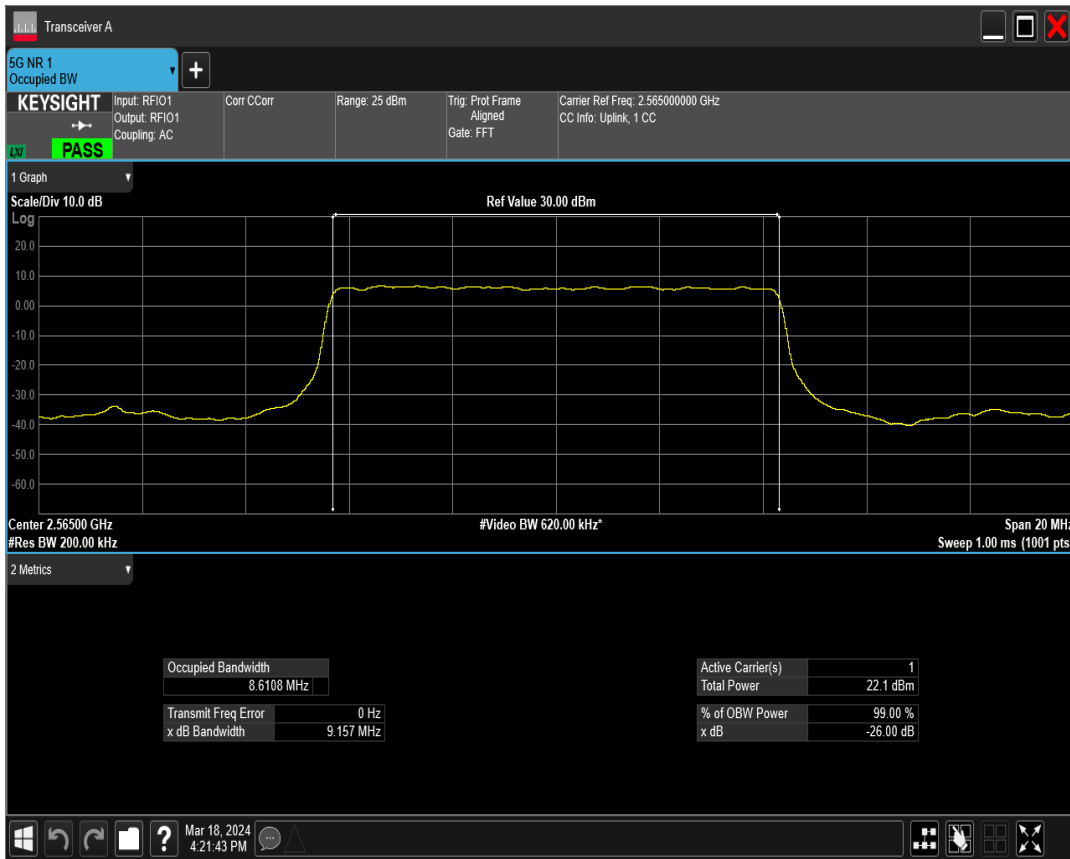 Transceiver A
5G NR 1
Occupied BW
KEYSIGHT
LXI
PASS
Input: RFIO1
Output: RFIO1
Coupling: AC
Corr CCorr
Range: 25 dBm
Trig: Prot Frame
Aligned
Gate: FFT
Carrier Ref Freq: 2.565000000 GHz
CC Info: Uplink, 1 CC
1 Graph
Scale/Div 10.0 dB
Ref Value 30.00 dBm
Log
20.0
10.0
0.00
-10.0
-20.0
-30.0
-40.0
-50.0
-60.0
Center 2.56500 GHz
#Video BW 620.00 kHz*
Span 20 MHz
#Res BW 200.00 kHz
Sweep 1.00 ms (1001 pts
2 Metrics
Occupied Bandwidth
8.6108 MHz
Transmit Freq Error 0 Hz
x dB Bandwidth 9.157 MHz
Active Carrier(s) 1
Total Power 22.1 dBm
% of OBW Power 99.00 %
x dB -26.00 dB
?
Mar 18, 2024
4:21:43 PM